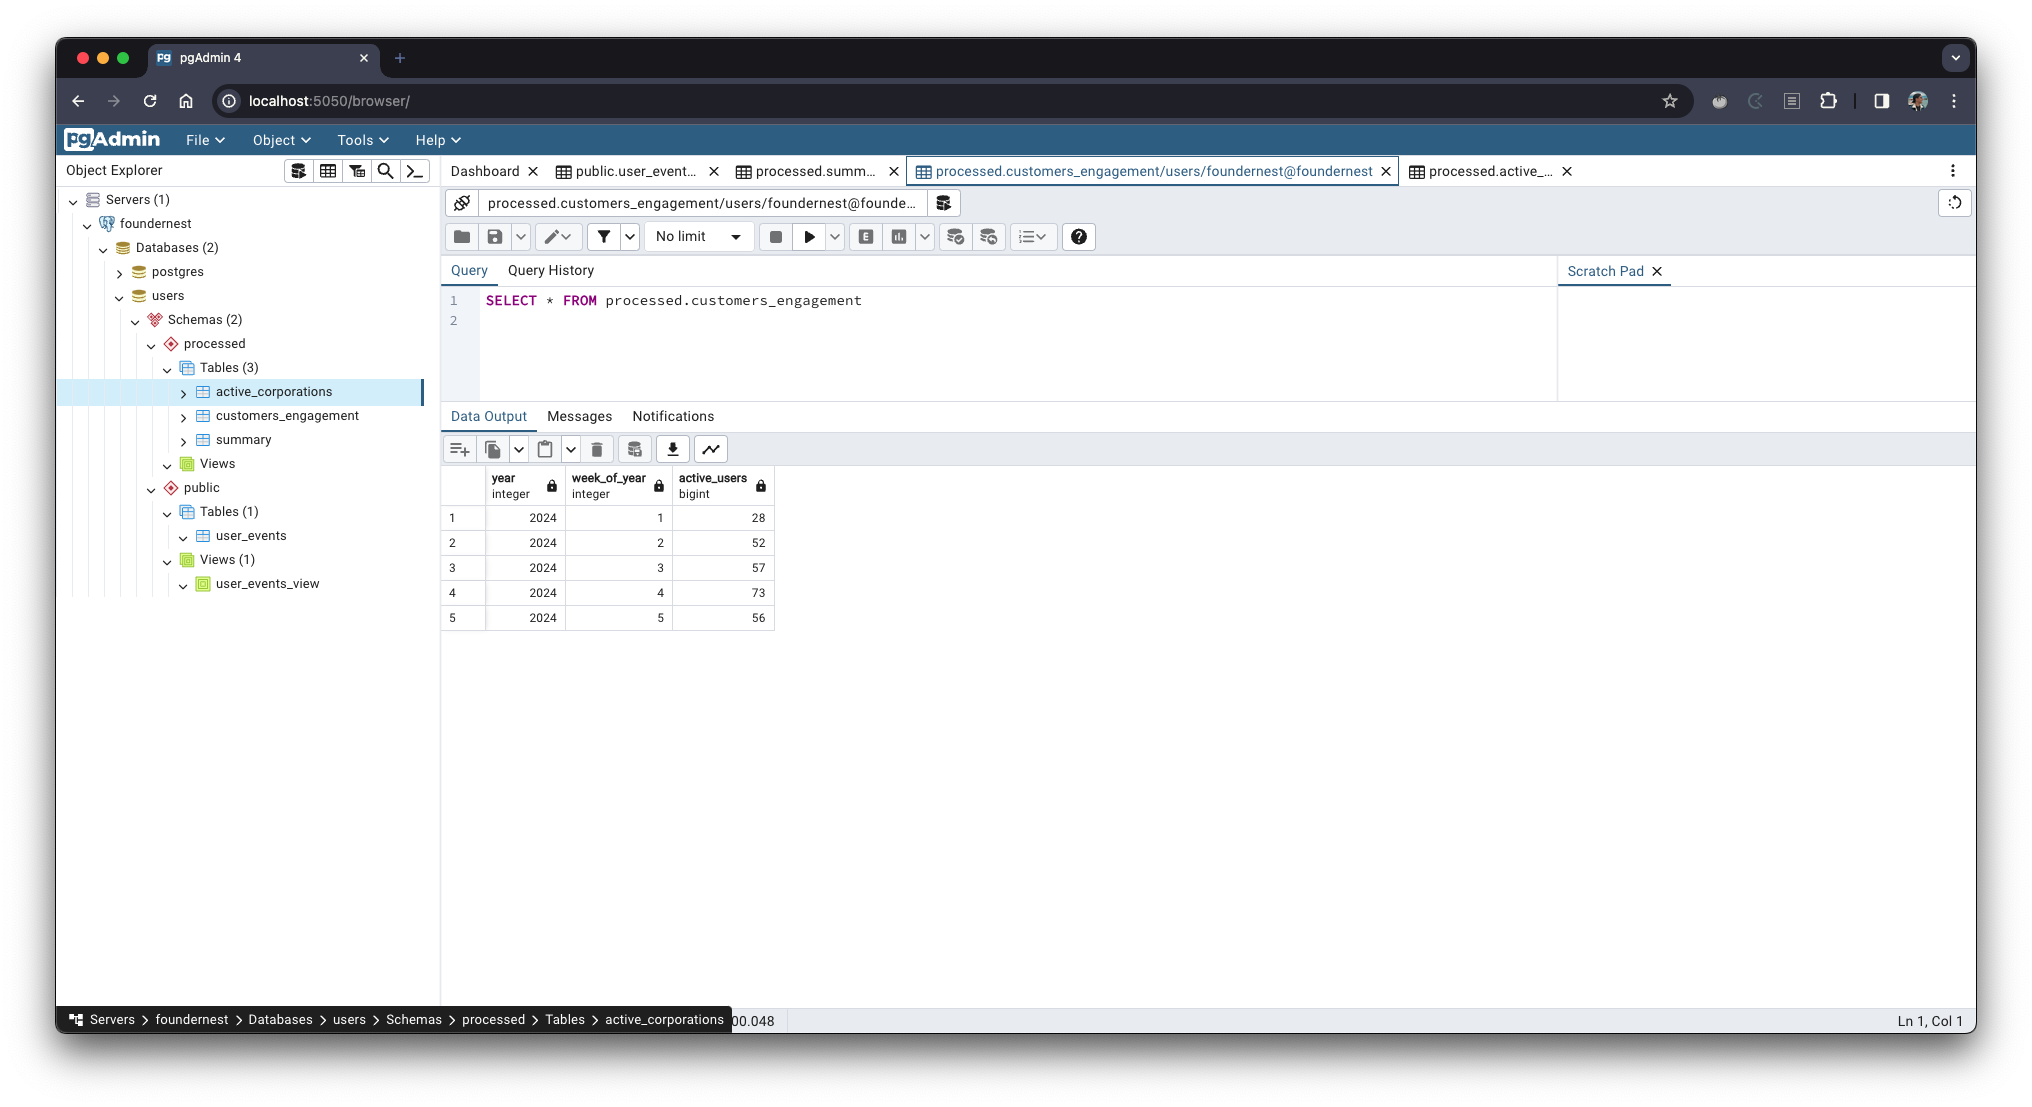 pgAdmin 4
localhost:5050/browser/
pgAdmin File Object Tools Help
Object Explorer
Servers (1)
foundernest
Databases (2)
postgres
users
Schemas (2)
processed
Tables (3)
active_corporations
customers_engagement
summary
Views
public
Tables (1)
user_events
Views (1)
user_events_view
Dashboard public.user_event... processed.summ... processed.customers_engagement/users/foundernest@foundernest processed.active_...
processed.customers_engagement/users/foundernest@founde...
No limit E
Query Query History
Scratch Pad
1 SELECT * FROM processed.customers_engagement
2
Data Output Messages Notifications
year week_of_year active_users
integer integer bigint
1 2024 1 28
2 2024 2 52
3 2024 3 57
4 2024 4 73
5 2024 5 56
Servers > foundernest > Databases > users > Schemas > processed > Tables > active_corporations
00.048
Ln 1, Col 1